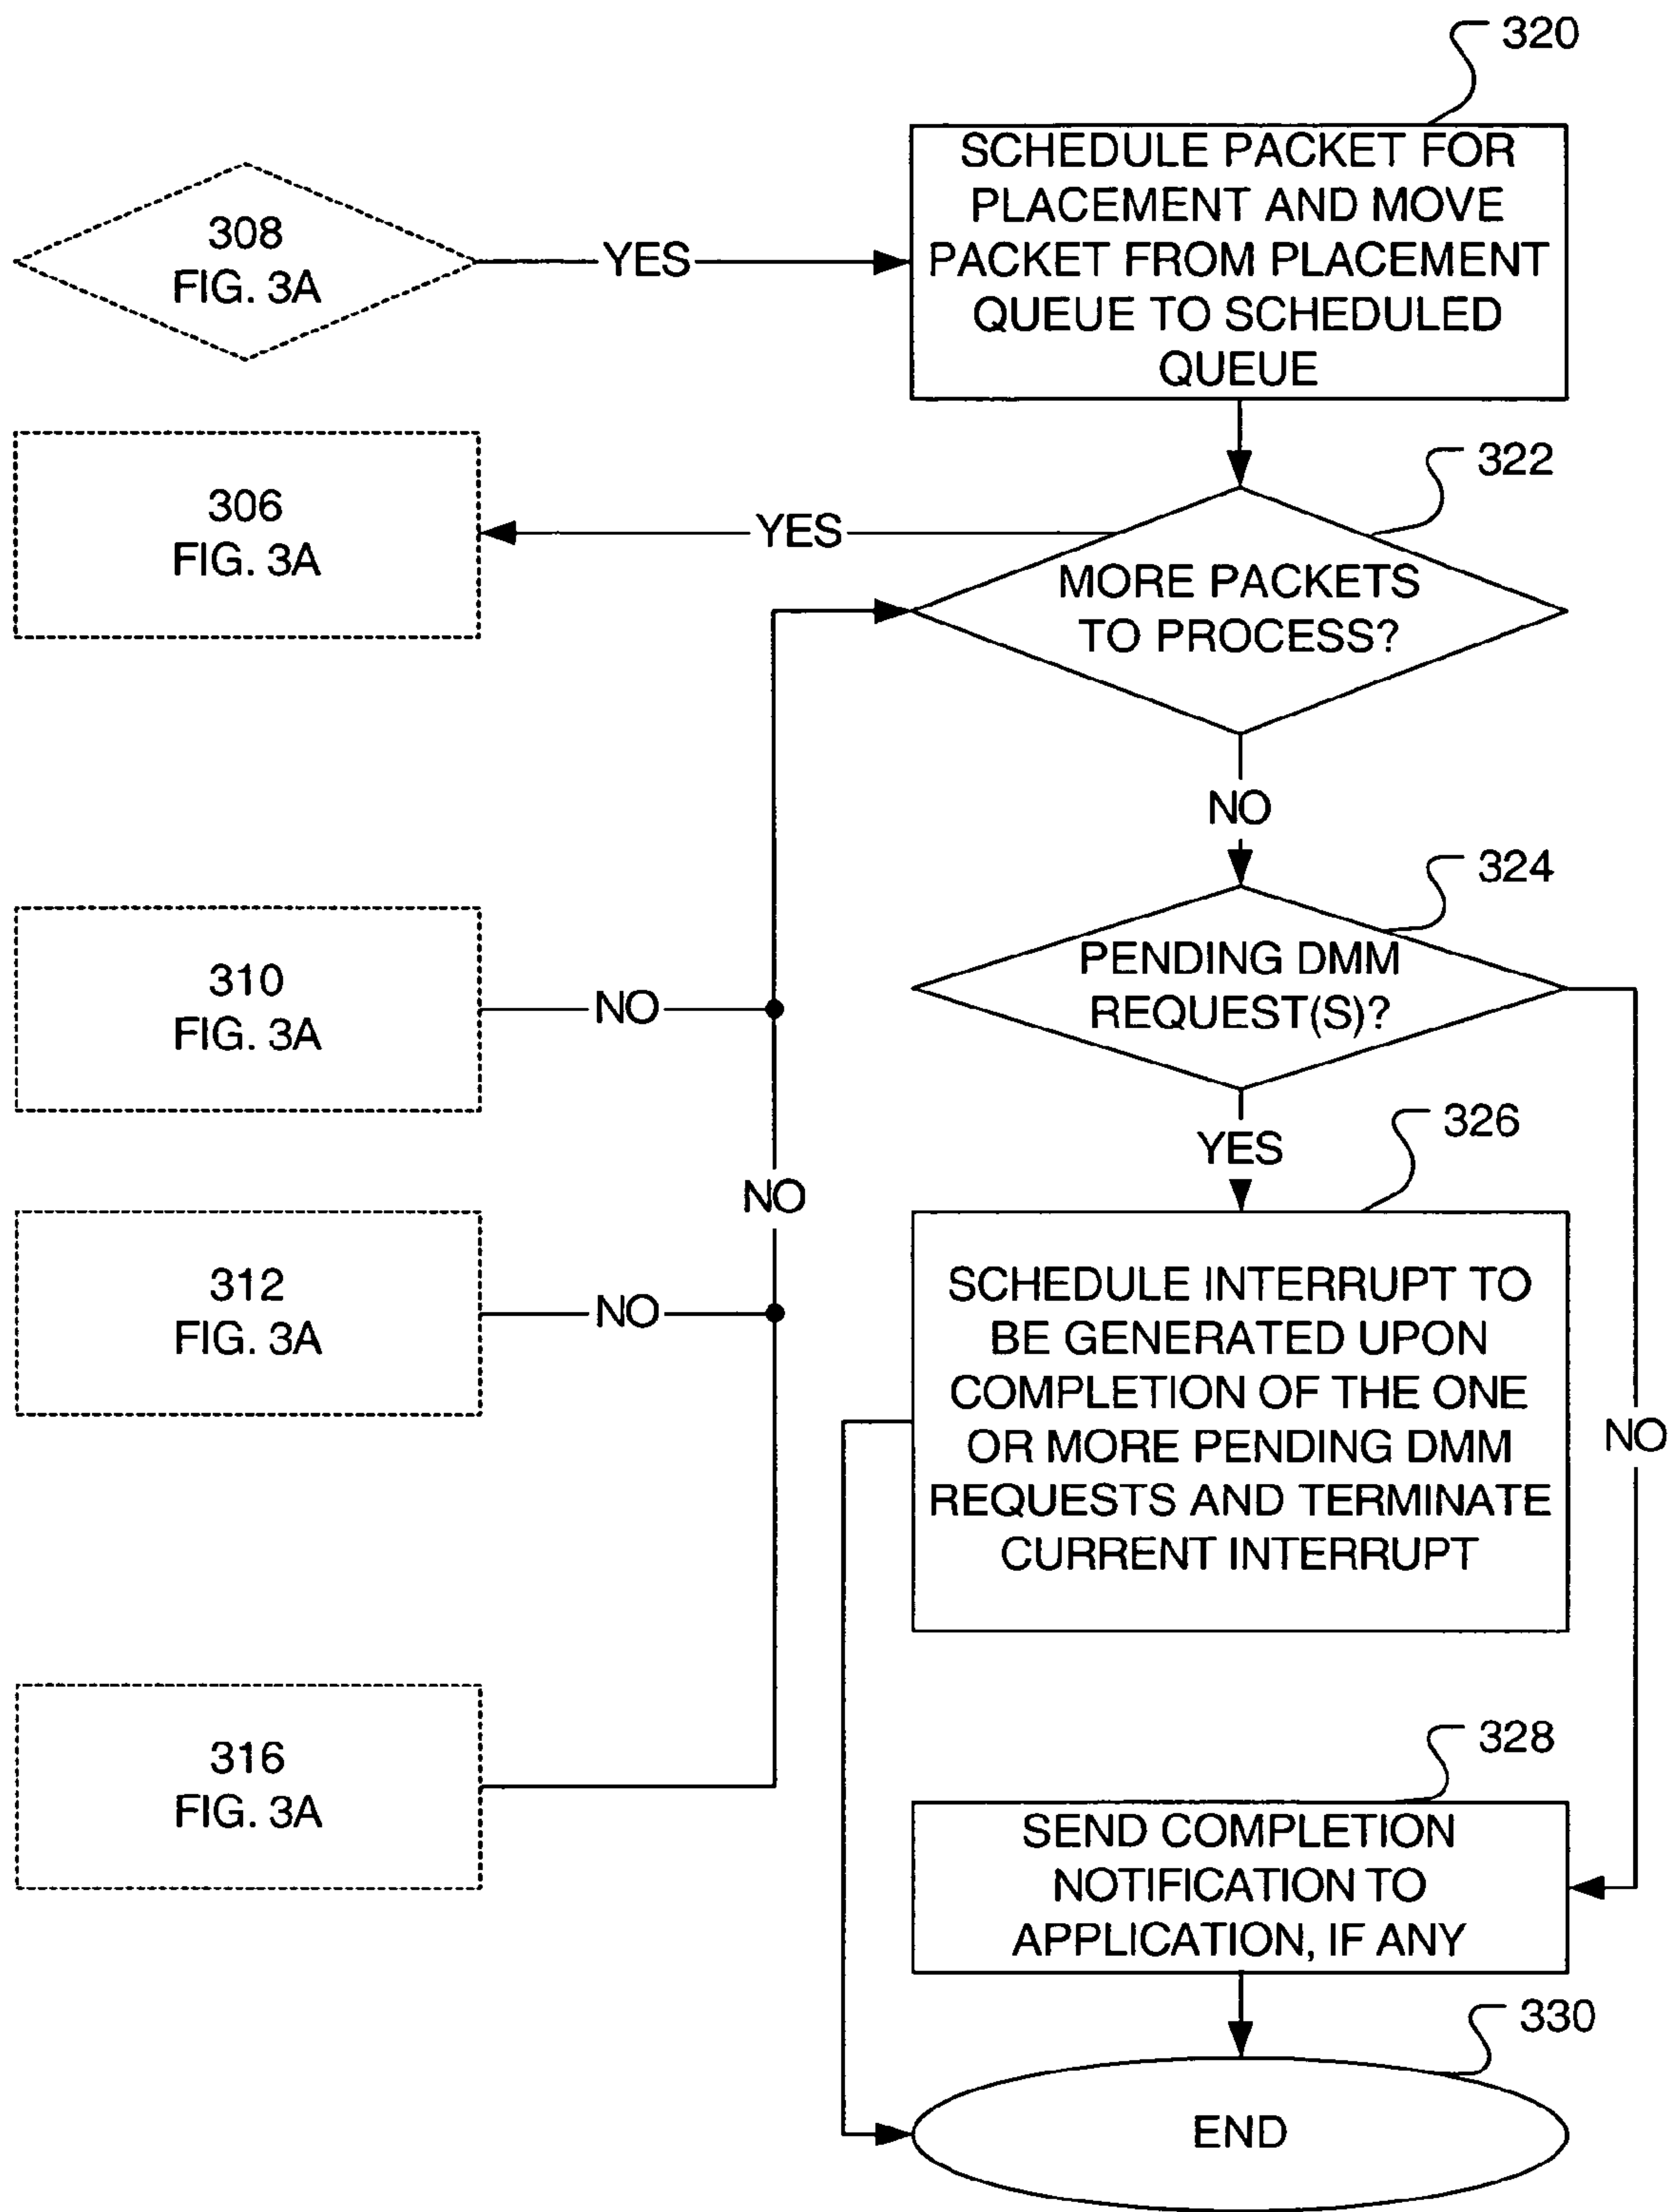 320
SCHEDULE PACKET FOR
PLACEMENT AND MOVE
PACKET FROM PLACEMENT
QUEUE TO SCHEDULED
QUEUE
308
FIG. 3A
YES
322
306
FIG. 3A
YES
MORE PACKETS
TO PROCESS?
NO
324
PENDING DMM
REQUEST(S)?
310
FIG. 3A
NO
YES
326
NO
312
FIG. 3A
NO
SCHEDULE INTERRUPT TO
BE GENERATED UPON
COMPLETION OF THE ONE
OR MORE PENDING DMM
REQUESTS AND TERMINATE
CURRENT INTERRUPT
NO
316
FIG. 3A
328
SEND COMPLETION
NOTIFICATION TO
APPLICATION, IF ANY
330
END